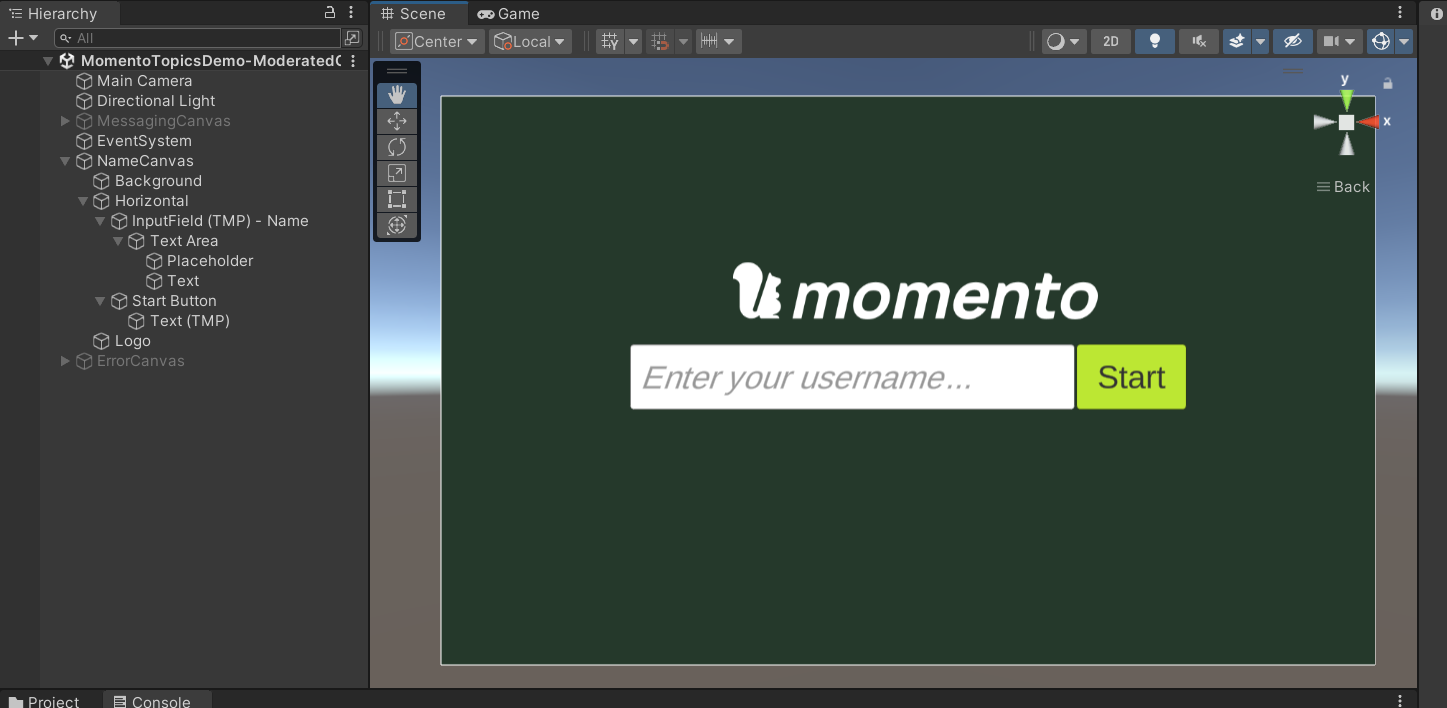 Hierarchy
Scene
Game
All
Center
Local
2D
MomentoTopicsDemo-ModeratedC
Main Camera
Directional Light
MessagingCanvas
EventSystem
NameCanvas
Background
Horizontal
InputField (TMP) - Name
Text Area
Placeholder
Text
Start Button
Text (TMP)
Logo
ErrorCanvas
y
x
Back
momento
Enter your username...
Start
Project
Console